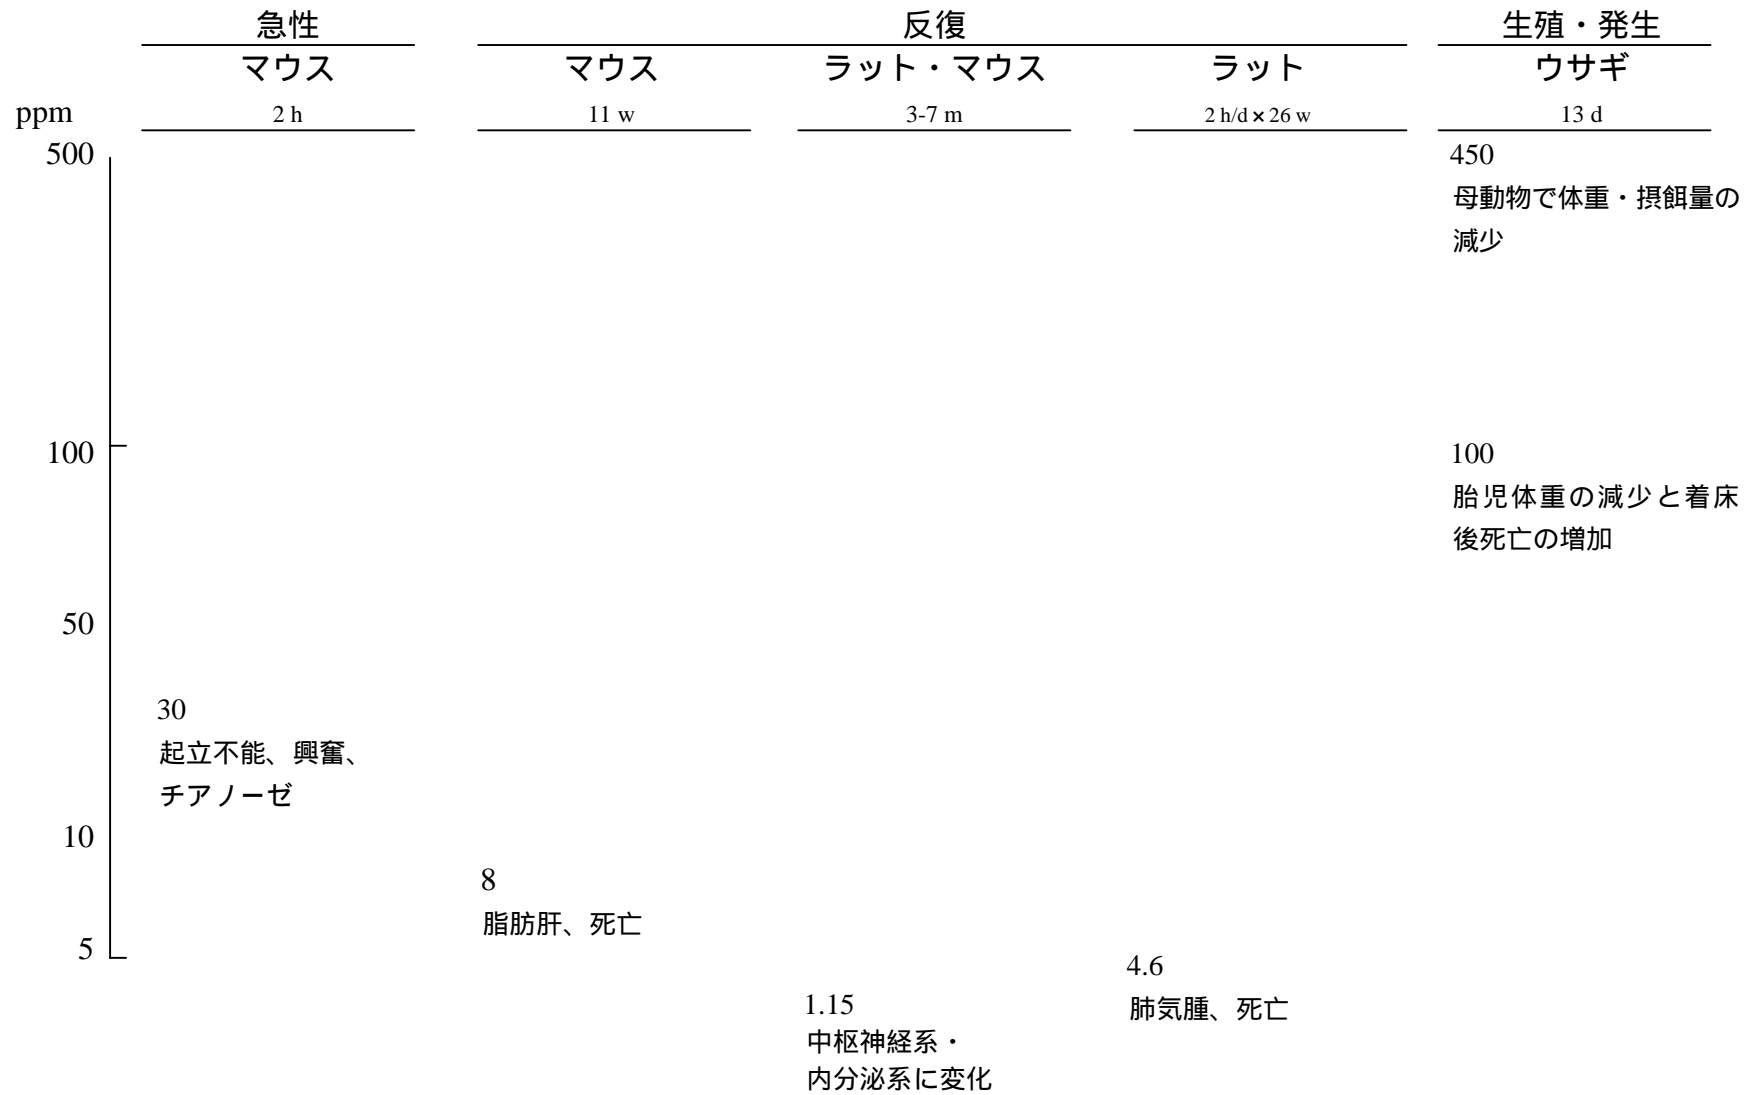 急性
反復
生殖・発生
マウス
マウス
ラット・マウス
ラット
ウサギ
ppm
2 h
11 w
3-7 m
2 h/d × 26 w
13 d
500
450
母動物で体重・摂餌量の
減少
100
100
胎児体重の減少と着床
後死亡の増加
50
30
起立不能、興奮、
チアノーゼ
10
8
脂肪肝、死亡
5
4.6
肺気腫、死亡
1.15
中枢神経系・
内分泌系に変化